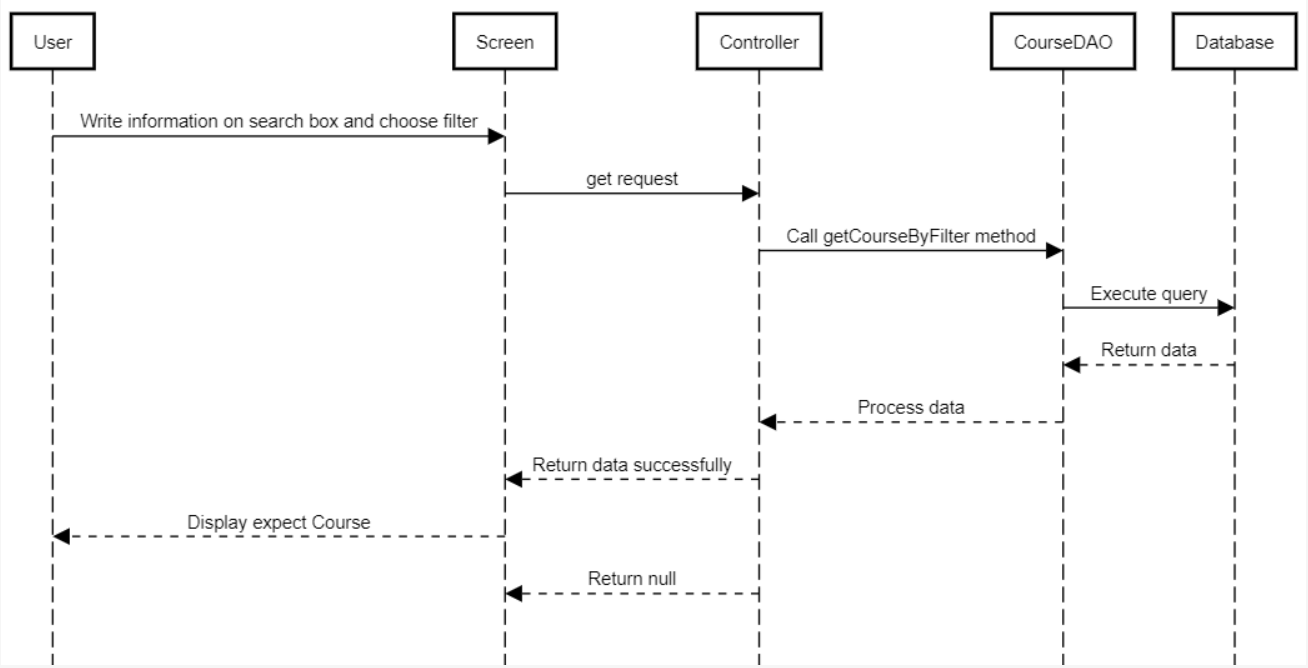 User
Screen
Controller
CourseDAO
Database
Write information on search box and choose filter
get request
Call getCourseByFilter method
Execute query
Return data
Process data
Return data successfully
Display expect Course
Return null